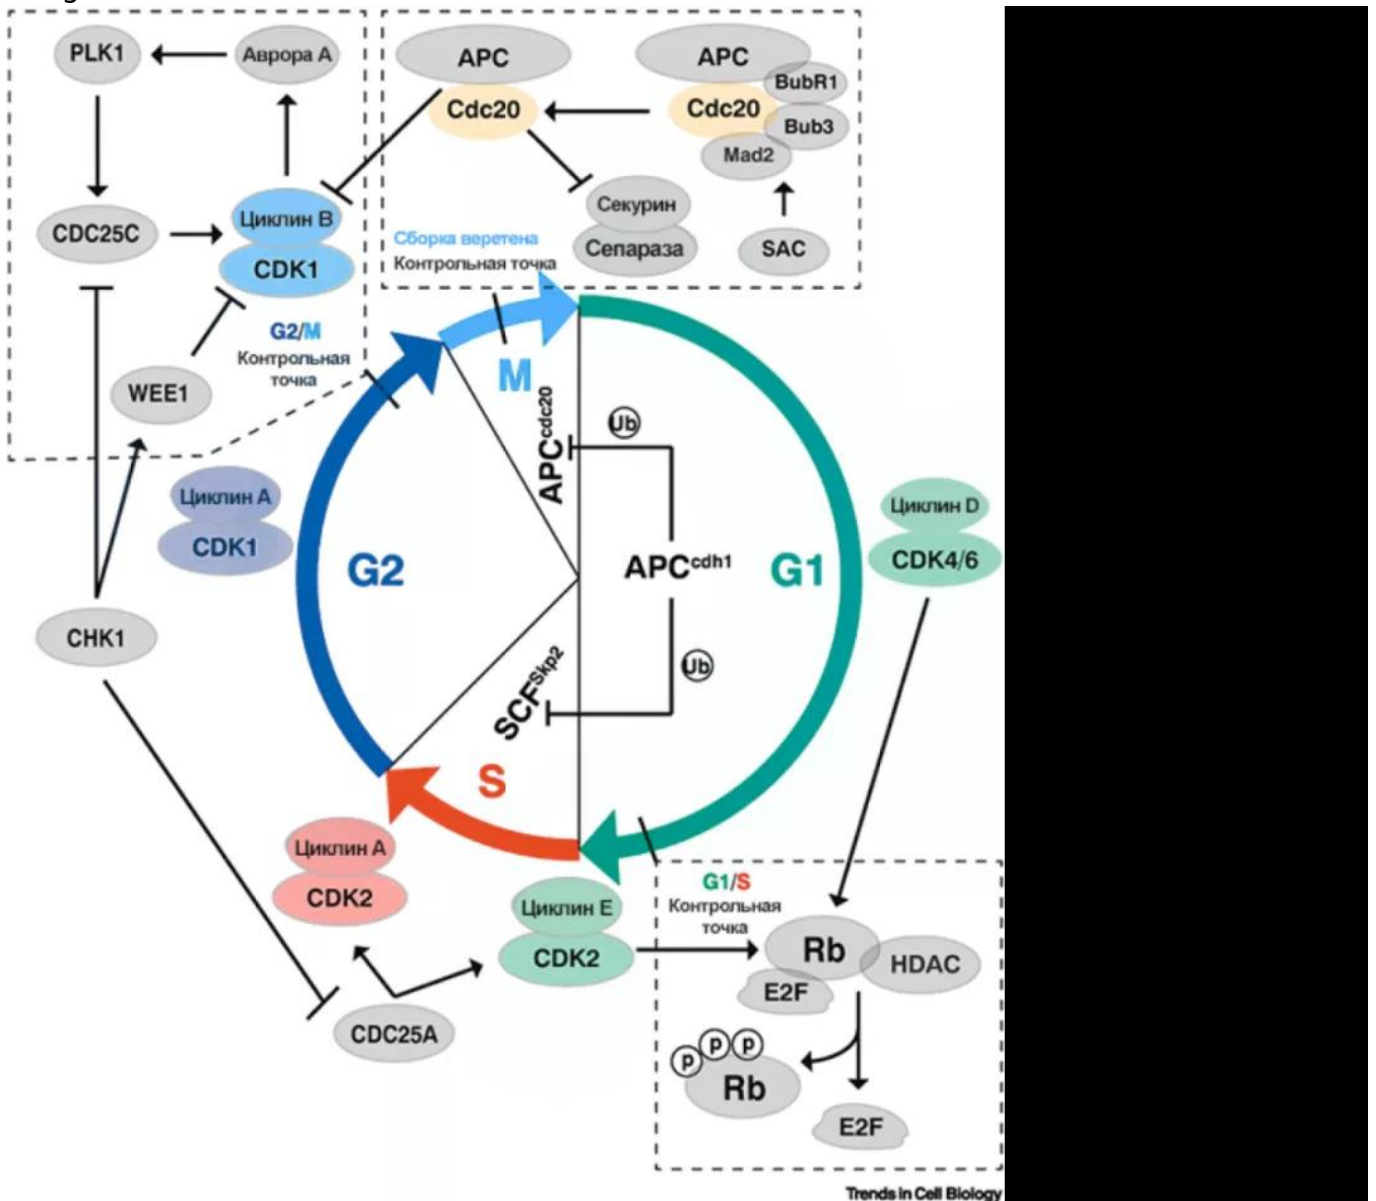 PLK1
Аврора А
APC
APC
BubR1
Cdc20
Cdc20
Bub3
Mad2
CDC25C
Циклин В
CDK1
Секурин
Сепараза
SAC
Сборка веретена
Контрольная точка
G2/M
Контрольная
точка
WEE1
M
APCcdc20
Ub
Циклин А
CDK1
G2
APCcdh1
G1
Циклин D
CDK4/6
CHK1
Ub
SCFSkp2
S
Циклин А
CDK2
Циклин Е
CDK2
G1/S
Контрольная
точка
Rb
HDAC
E2F
CDC25A
p
p
p
Rb
E2F
Trends in Cell Biology